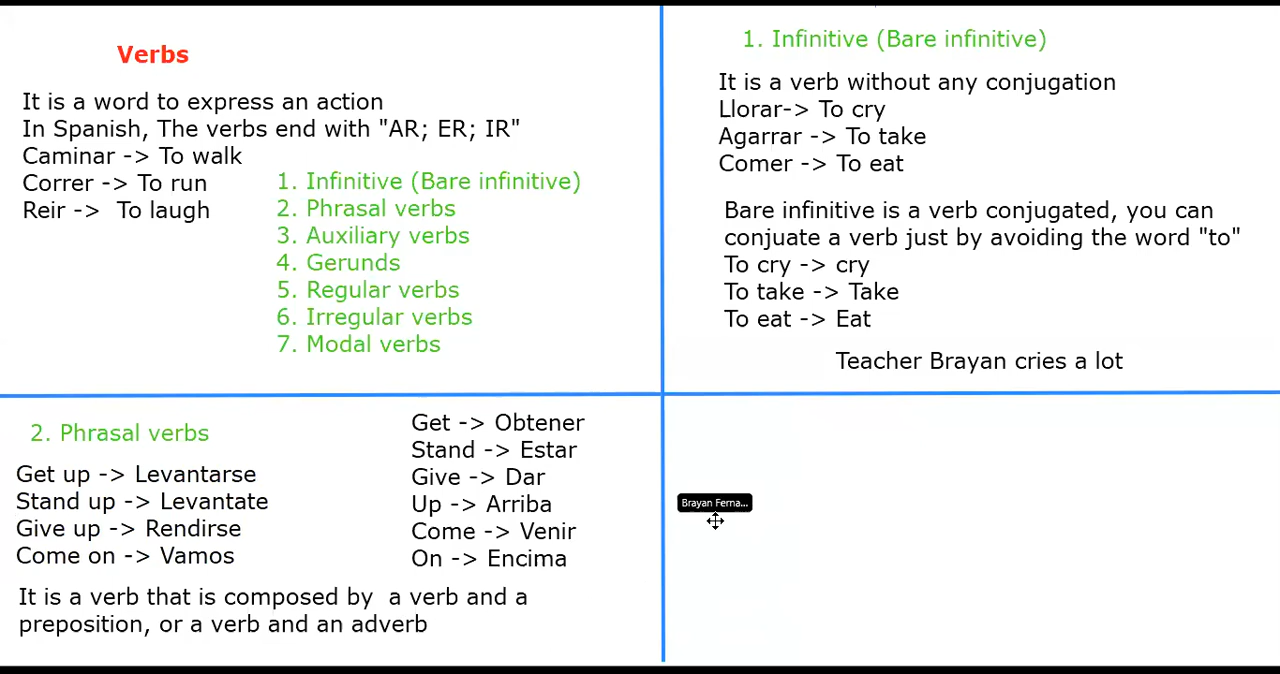 Verbs
It is a word to express an action
In Spanish, The verbs end with "AR; ER; IR"
Caminar -> To walk
Correr -> To run
Reir -> To laugh
1. Infinitive (Bare infinitive)
2. Phrasal verbs
3. Auxiliary verbs
4. Gerunds
5. Regular verbs
6. Irregular verbs
7. Modal verbs
1. Infinitive (Bare infinitive)
It is a verb without any conjugation
Llorar-> To cry
Agarrar -> To take
Comer -> To eat
Bare infinitive is a verb conjugated, you can
conjuate a verb just by avoiding the word "to"
To cry -> cry
To take -> Take
To eat -> Eat
Teacher Brayan cries a lot
2. Phrasal verbs
Get up -> Levantarse
Stand up -> Levantate
Give up -> Rendirse
Come on -> Vamos
Get -> Obtener
Stand -> Estar
Give -> Dar
Up -> Arriba
Come -> Venir
On -> Encima
It is a verb that is composed by a verb and a
preposition, or a verb and an adverb
Brayan Ferna...